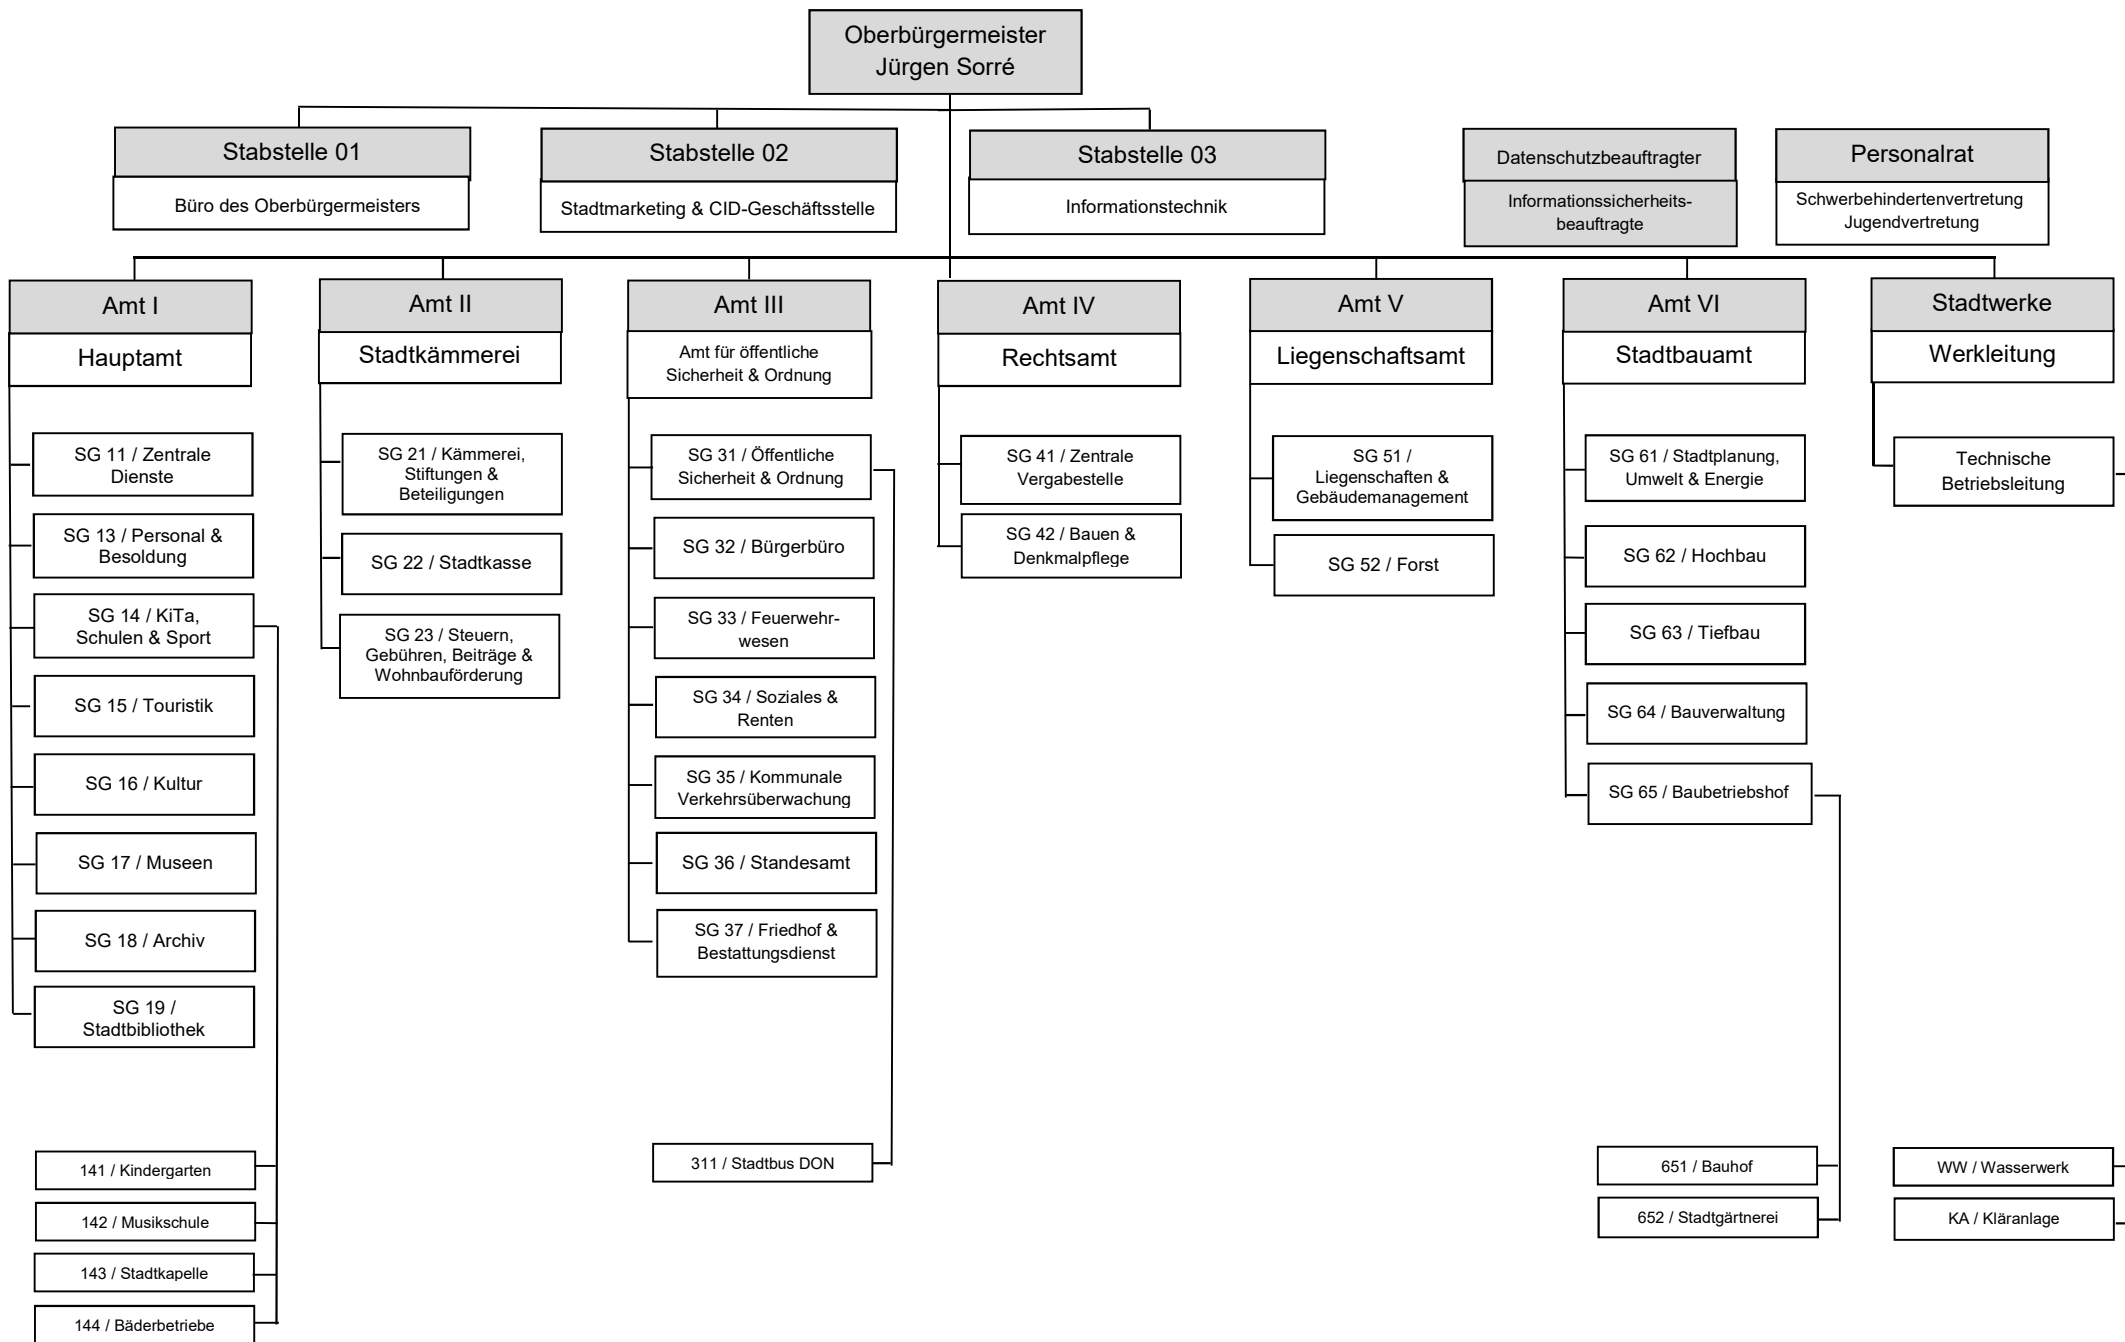 Oberbürgermeister
Jürgen Sorré
Stabstelle 01
Büro des Oberbürgermeisters
Stabstelle 02
Stadtmarketing & CID-Geschäftsstelle
Stabstelle 03
Informationstechnik
Datenschutzbeauftragter
Informationssicherheits-
beauftragte
Personalrat
Schwerbehindertenvertretung
Jugendvertretung
Amt I
Hauptamt
SG 11 / Zentrale
Dienste
SG 13 / Personal &
Besoldung
SG 14 / KiTa,
Schulen & Sport
SG 15 / Touristik
SG 16 / Kultur
SG 17 / Museen
SG 18 / Archiv
SG 19 /
Stadtbibliothek
141 / Kindergarten
142 / Musikschule
143 / Stadtkapelle
144 / Bäderbetriebe
Amt II
Stadtkämmerei
SG 21 / Kämmerei,
Stiftungen &
Beteiligungen
SG 22 / Stadtkasse
SG 23 / Steuern,
Gebühren, Beiträge &
Wohnbauförderung
Amt III
Amt für öffentliche
Sicherheit & Ordnung
SG 31 / Öffentliche
Sicherheit & Ordnung
SG 32 / Bürgerbüro
SG 33 / Feuerwehr-
wesen
SG 34 / Soziales &
Renten
SG 35 / Kommunale
Verkehrsüberwachung
SG 36 / Standesamt
SG 37 / Friedhof &
Bestattungsdienst
311 / Stadtbus DON
Amt IV
Rechtsamt
SG 41 / Zentrale
Vergabestelle
SG 42 / Bauen &
Denkmalpflege
Amt V
Liegenschaftsamt
SG 51 /
Liegenschaften &
Gebäudemanagement
SG 52 / Forst
Amt VI
Stadtbauamt
SG 61 / Stadtplanung,
Umwelt & Energie
SG 62 / Hochbau
SG 63 / Tiefbau
SG 64 / Bauverwaltung
SG 65 / Baubetriebshof
651 / Bauhof
652 / Stadtgärtnerei
Stadtwerke
Werkleitung
Technische
Betriebsleitung
WW / Wasserwerk
KA / Kläranlage